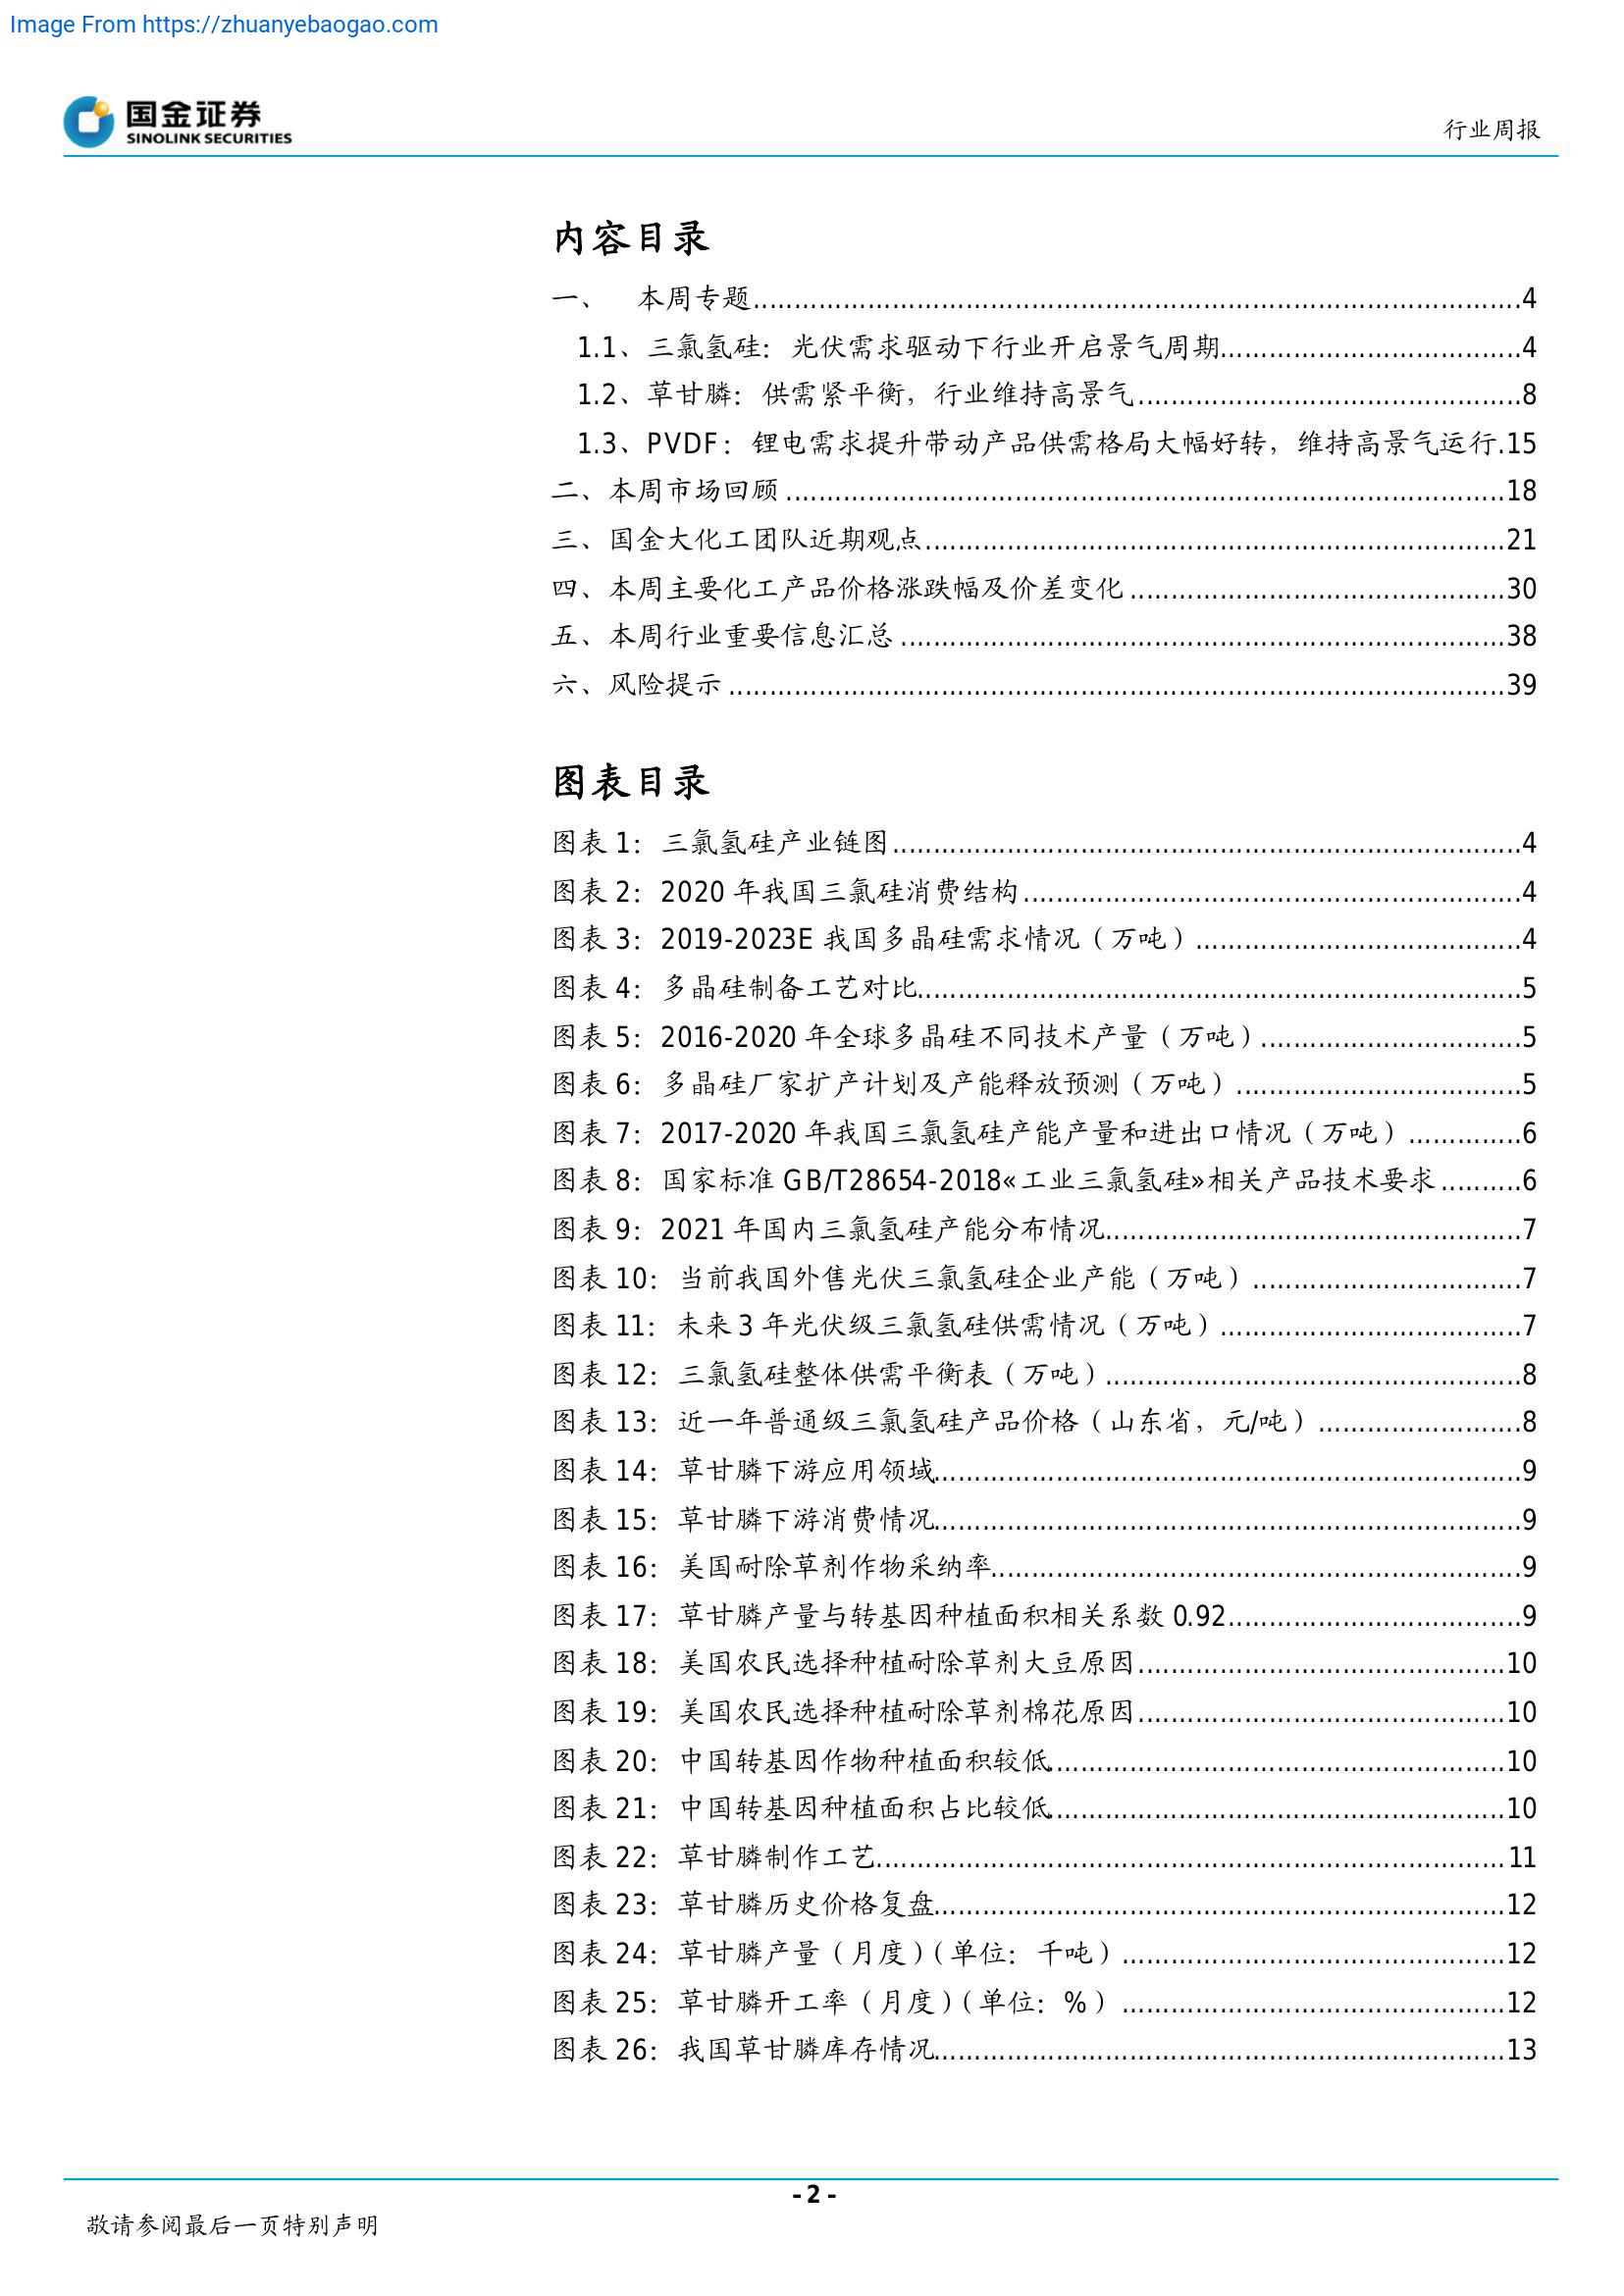 Image From https://zhuanyebaogao.com
国金证券
SINOLINK SECURITIES
行业周报
内容目录
一、 本周专题........................................4
1.1、三氯氢硅：光伏需求驱动下行业开启景气周期........................................4
1.2、草甘膦：供需紧平衡，行业维持高景气........................................8
1.3、PVDF：锂电需求提升带动产品供需格局大幅好转，维持高景气运行.15
二、本周市场回顾........................................18
三、国金大化工团队近期观点........................................21
四、本周主要化工产品价格涨跌幅及价差变化........................................30
五、本周行业重要信息汇总........................................38
六、风险提示........................................39
图表目录
图表 1：三氯氢硅产业链图........................................4
图表 2：2020 年我国三氯硅消费结构........................................4
图表 3：2019-2023E 我国多晶硅需求情况（万吨）........................................4
图表 4：多晶硅制备工艺对比........................................5
图表 5：2016-2020 年全球多晶硅不同技术产量（万吨）........................................5
图表 6：多晶硅厂家扩产计划及产能释放预测（万吨）........................................5
图表 7：2017-2020 年我国三氯氢硅产能产量和进出口情况（万吨）..............6
图表 8：国家标准 GB/T28654-2018«工业三氯氢硅»相关产品技术要求..........6
图表 9：2021 年国内三氯氢硅产能分布情况........................................7
图表 10：当前我国外售光伏三氯氢硅企业产能（万吨）........................................7
图表 11：未来 3 年光伏级三氯氢硅供需情况（万吨）........................................7
图表 12：三氯氢硅整体供需平衡表（万吨）........................................8
图表 13：近一年普通级三氯氢硅产品价格（山东省，元/吨）.........................8
图表 14：草甘膦下游应用领域........................................9
图表 15：草甘膦下游消费情况........................................9
图表 16：美国耐除草剂作物采纳率........................................9
图表 17：草甘膦产量与转基因种植面积相关系数 0.92........................................9
图表 18：美国农民选择种植耐除草剂大豆原因........................................10
图表 19：美国农民选择种植耐除草剂棉花原因........................................10
图表 20：中国转基因作物种植面积较低........................................10
图表 21：中国转基因种植面积占比较低........................................10
图表 22：草甘膦制作工艺........................................11
图表 23：草甘膦历史价格复盘........................................12
图表 24：草甘膦产量（月度）（单位：千吨）........................................12
图表 25：草甘膦开工率（月度）（单位：%）........................................12
图表 26：我国草甘膦库存情况........................................13
- 2 -
敬请参阅最后一页特别声明